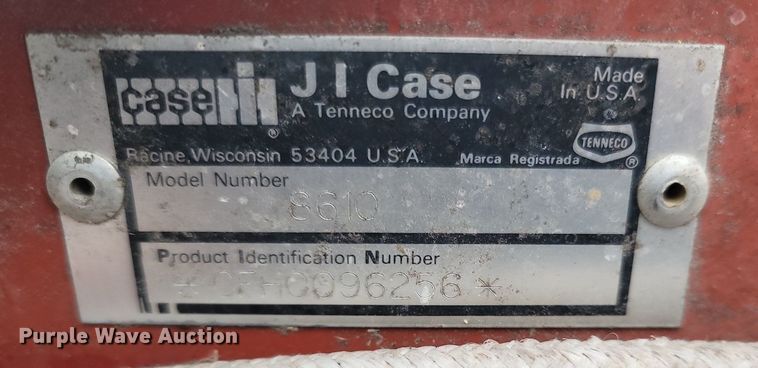 case IH
®
J I Case
A Tenneco Company
Made
In U.S.A.
TENNECO
®
Racine, Wisconsin 53404 U.S.A.
Marca Registrada
Model Number
8610
Product Identification Number
* CFH0096256 *
Purple Wave Auction